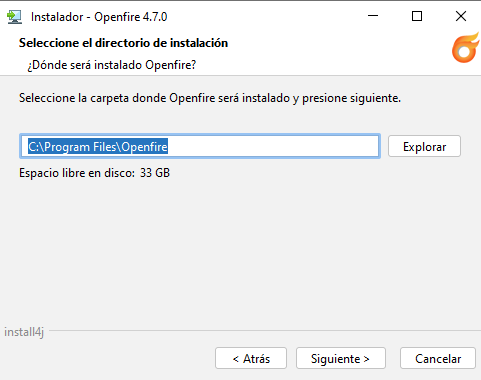 Instalador - Openfire 4.7.0
Seleccione el directorio de instalación
¿Dónde será instalado Openfire?
Seleccione la carpeta donde Openfire será instalado y presione siguiente.
C:\Program Files\Openfire
Explorar
Espacio libre en disco: 33 GB
install4j
< Atrás
Siguiente >
Cancelar